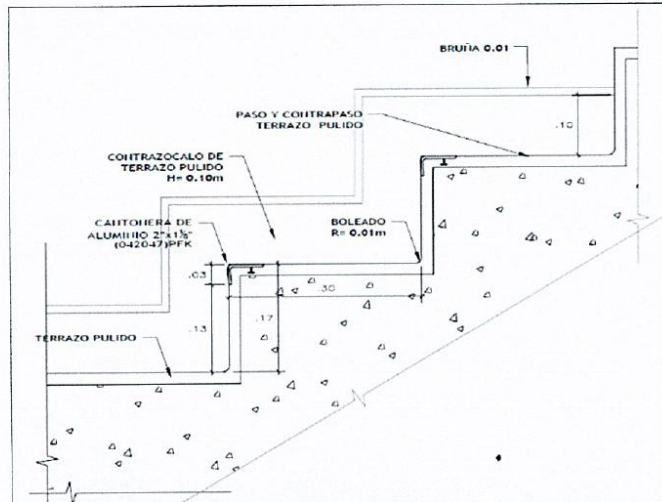 BRUÑA 0.01
PASO Y CONTRAPASO
TERRAZO PULIDO
.10
CONTRAZOCALO DE
TERRAZO PULIDO
H= 0.10m
CANTONERA DE
ALUMINIO 2"x1⅛"
(042047)PFK
BOLEADO
R= 0.01m
.03
.30
.13
.17
TERRAZO PULIDO